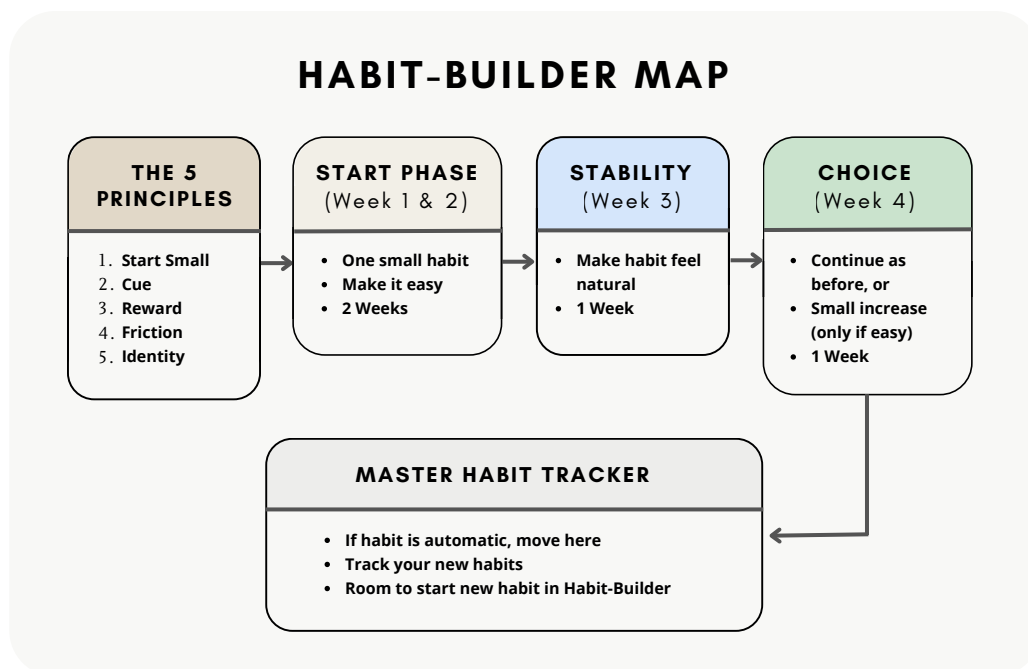 HABIT-BUILDER MAP
THE 5
PRINCIPLES
1. Start Small
2. Cue
3. Reward
4. Friction
5. Identity
START PHASE
(Week 1 & 2)
• One small habit
• Make it easy
• 2 Weeks
STABILITY
(Week 3)
• Make habit feel
natural
• 1 Week
CHOICE
(Week 4)
• Continue as
before, or
• Small increase
(only if easy)
• 1 Week
MASTER HABIT TRACKER
• If habit is automatic, move here
• Track your new habits
• Room to start new habit in Habit-Builder